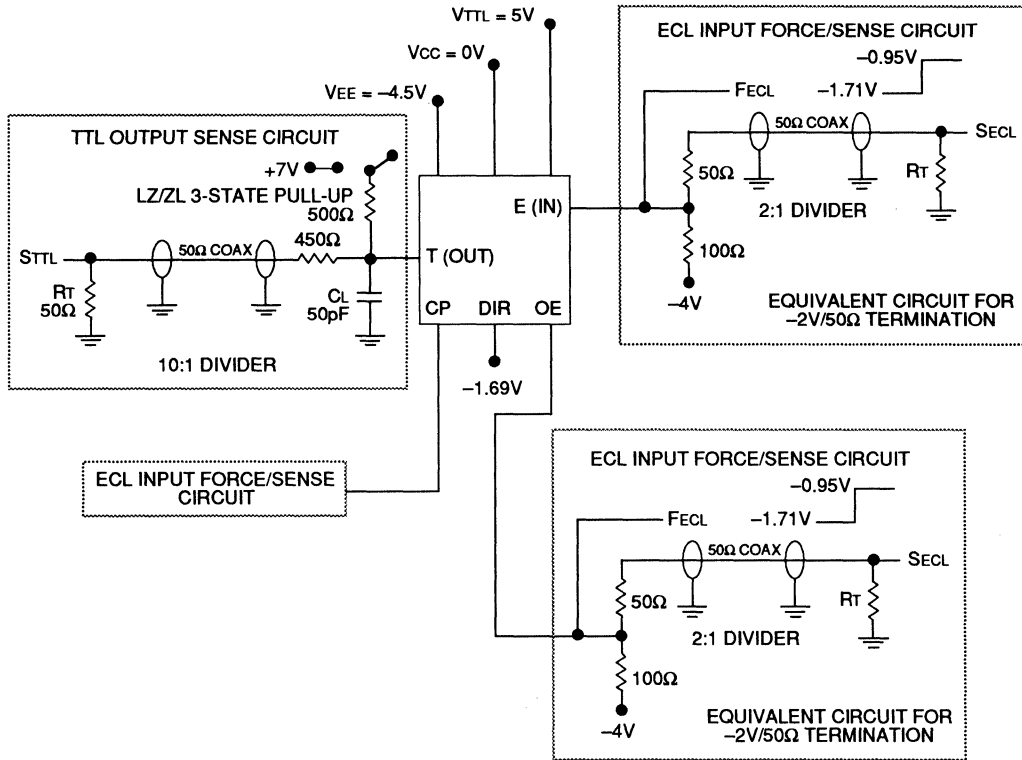 VTTL = 5V
VCC = 0V
VEE = –4.5V
TTL OUTPUT SENSE CIRCUIT
+7V
LZ/ZL 3-STATE PULL-UP
500Ω
450Ω
STTL
50Ω COAX
RT
50Ω
CL
50pF
10:1 DIVIDER
E (IN)
T (OUT)
CP
DIR
OE
–1.69V
ECL INPUT FORCE/SENSE CIRCUIT
–0.95V
FECL
–1.71V
50Ω COAX
SECL
50Ω
RT
2:1 DIVIDER
100Ω
–4V
EQUIVALENT CIRCUIT FOR
–2V/50Ω TERMINATION
ECL INPUT FORCE/SENSE
CIRCUIT
ECL INPUT FORCE/SENSE CIRCUIT
–0.95V
FECL
–1.71V
50Ω COAX
SECL
50Ω
RT
2:1 DIVIDER
100Ω
–4V
EQUIVALENT CIRCUIT FOR
–2V/50Ω TERMINATION